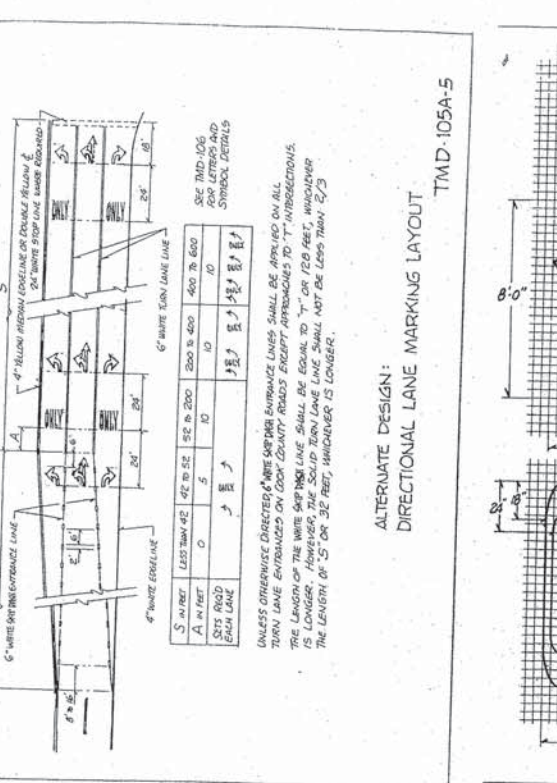 S
4" YELLOW MEDIAN EDGELINE OR DOUBLE YELLOW ℄
24" WHITE STOP LINE WHERE REQUIRED
6" WHITE SKIP DASH ENTRANCE LINE
A
ONLY
ONLY
ONLY
ONLY
6'
2'
6'
8' to 16'
24'
24'
24'
18'
4" WHITE EDGELINE
6" WHITE TURN LANE LINE
S IN FEET LESS THAN 42 42 TO 52 52 TO 200 200 TO 400 400 TO 600
A IN FEET 0 5 10 10 10
SETS REQ'D
EACH LANE
SEE TMD-106
FOR LETTERS AND
SYMBOL DETAILS
UNLESS OTHERWISE DIRECTED, 6" WHITE SKIP DASH ENTRANCE LINES SHALL BE APPLIED ON ALL
TURN LANE ENTRANCES ON COOK COUNTY ROADS EXCEPT APPROACHES TO "T" INTERSECTIONS.
THE LENGTH OF THE WHITE SKIP DASH LINE SHALL BE EQUAL TO "T" OR 128 FEET, WHICHEVER
IS LONGER. HOWEVER, THE SOLID TURN LANE LINE SHALL NOT BE LESS THAN 2/3
THE LENGTH OF "S" OR 32 FEET, WHICHEVER IS LONGER.
ALTERNATE DESIGN:
DIRECTIONAL LANE MARKING LAYOUT
TMD-105A-5
8'-0"